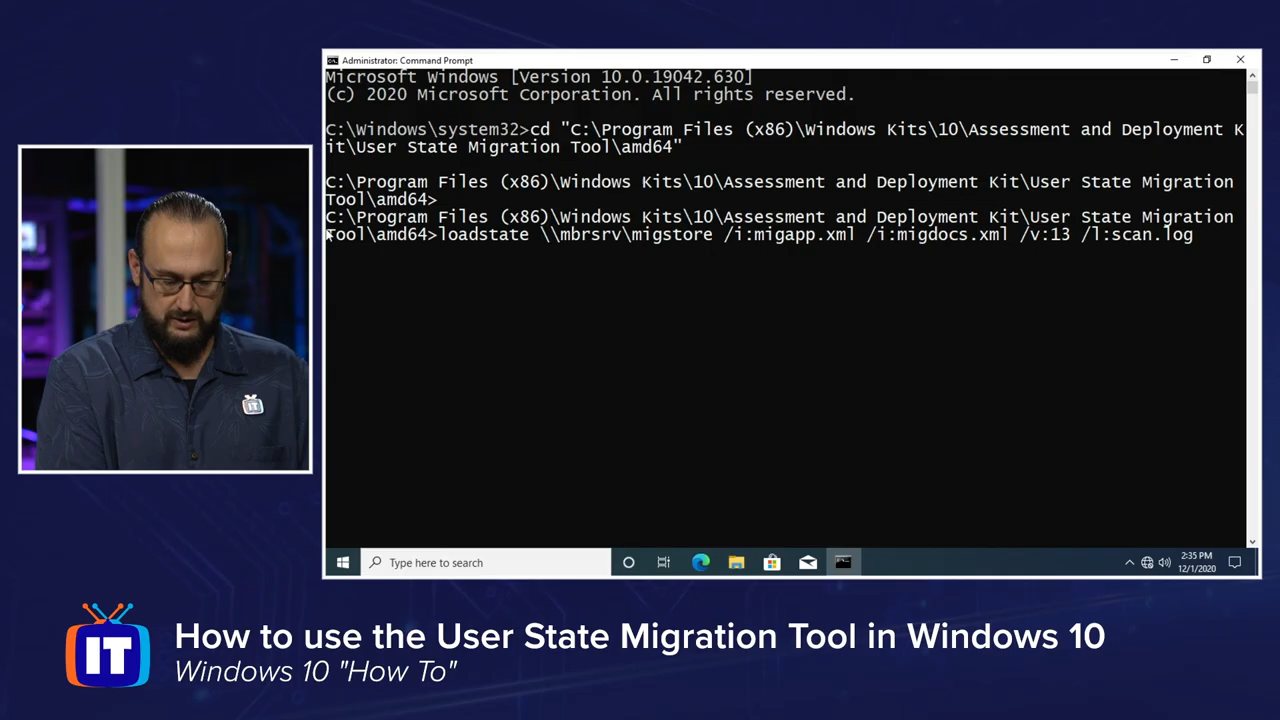 Administrator: Command Prompt
Microsoft Windows [Version 10.0.19042.630]
(c) 2020 Microsoft Corporation. All rights reserved.
C:\Windows\system32>cd "C:\Program Files (x86)\Windows Kits\10\Assessment and Deployment K
it\User State Migration Tool\amd64"
C:\Program Files (x86)\Windows Kits\10\Assessment and Deployment Kit\User State Migration
Tool\amd64>
C:\Program Files (x86)\Windows Kits\10\Assessment and Deployment Kit\User State Migration
Tool\amd64>loadstate \\mbrsrv\migstore /i:migapp.xml /i:migdocs.xml /v:13 /l:scan.log
Type here to search
2:35 PM
12/1/2020
IT
IT
How to use the User State Migration Tool in Windows 10
Windows 10 "How To"